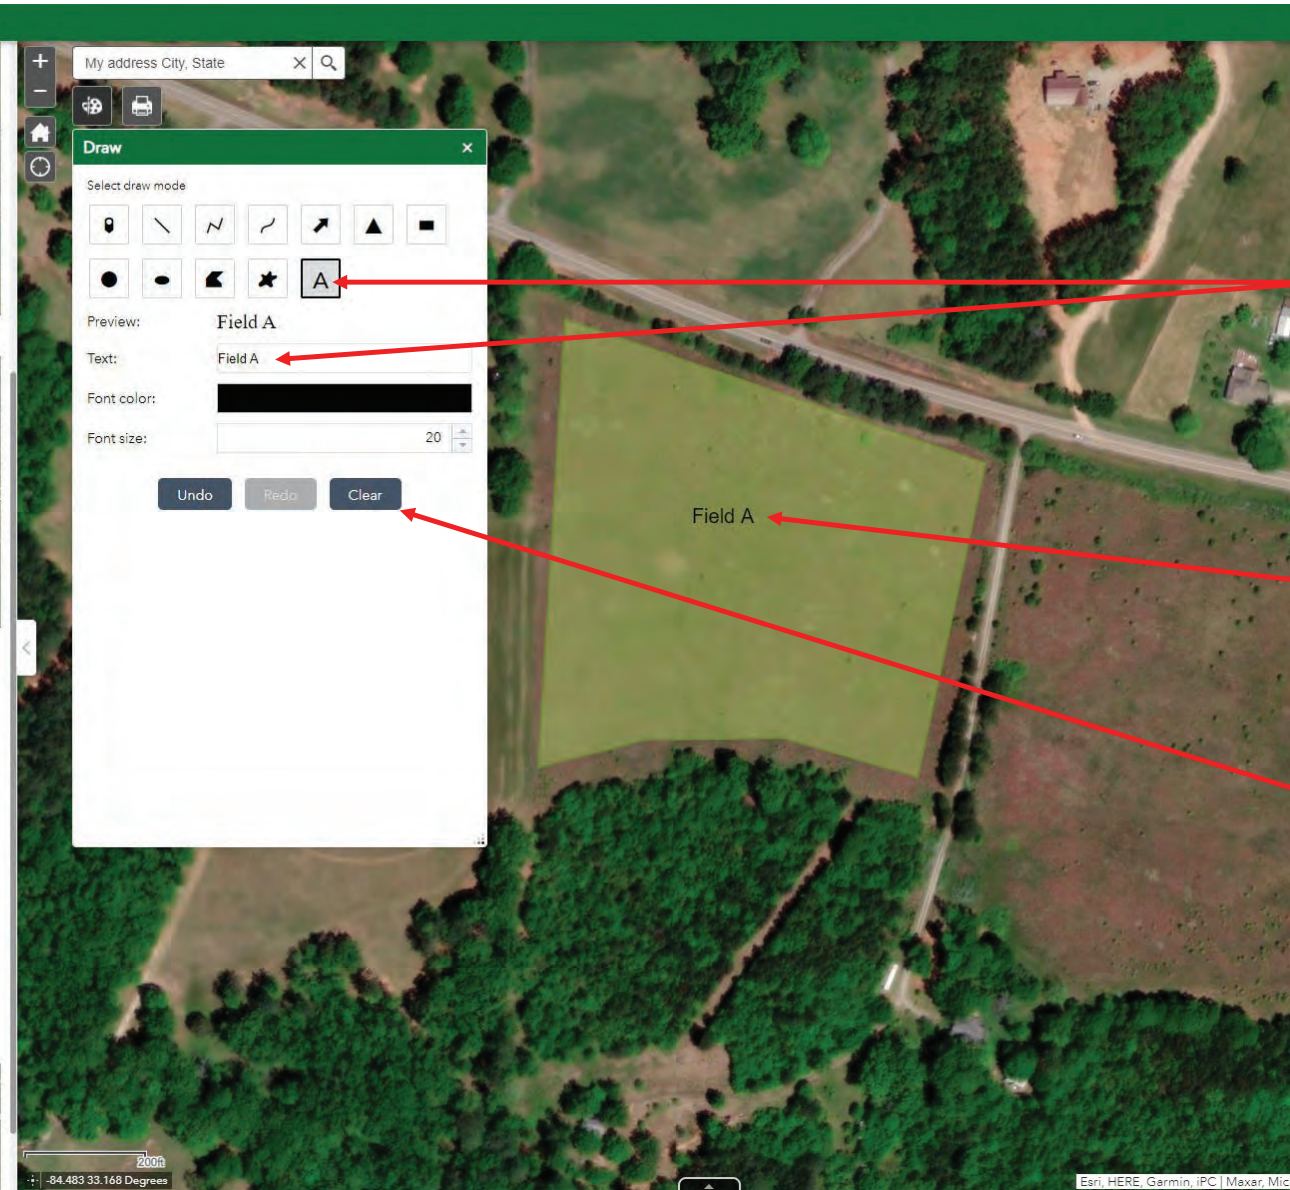 +
My address City, State
−
Draw
Select draw mode
A
Preview: Field A
Text: Field A
Font color:
Font size: 20
Undo Redo Clear
Field A
200ft
-84.483 33.168 Degrees
Esri, HERE, Garmin, iPC | Maxar, Mic